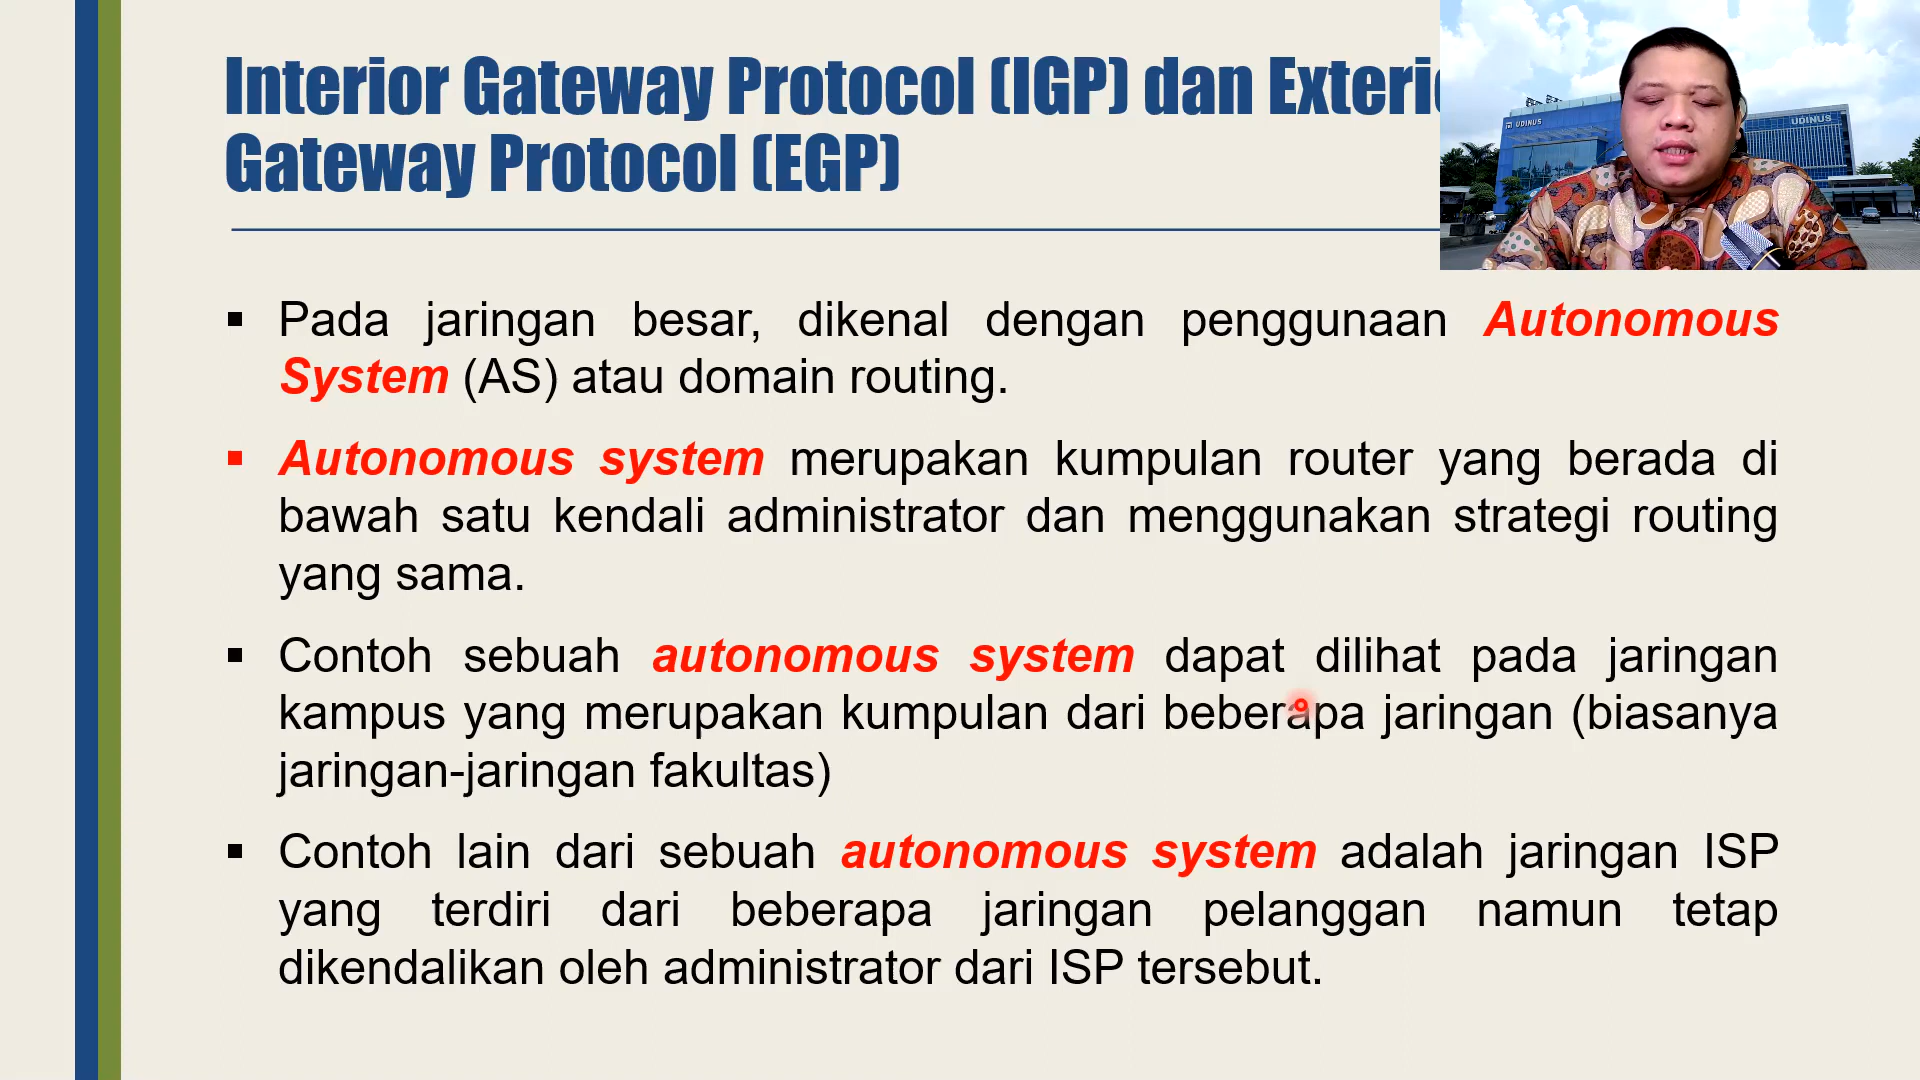 Interior Gateway Protocol (IGP) dan
Gateway Protocol (EGP)
UDINUS
UDINUS
Pada jaringan besar, dikenal dengan penggunaan Autonomous
System (AS) atau domain routing.
Autonomous system merupakan kumpulan router yang berada di
bawah satu kendali administrator dan menggunakan strategi routing
yang sama.
Contoh sebuah autonomous system dapat dilihat pada jaringan
kampus yang merupakan kumpulan dari beberapa jaringan (biasanya
jaringan-jaringan fakultas)
Contoh lain dari sebuah autonomous system adalah jaringan ISP
yang terdiri dari beberapa jaringan pelanggan namun tetap
dikendalikan oleh administrator dari ISP tersebut.